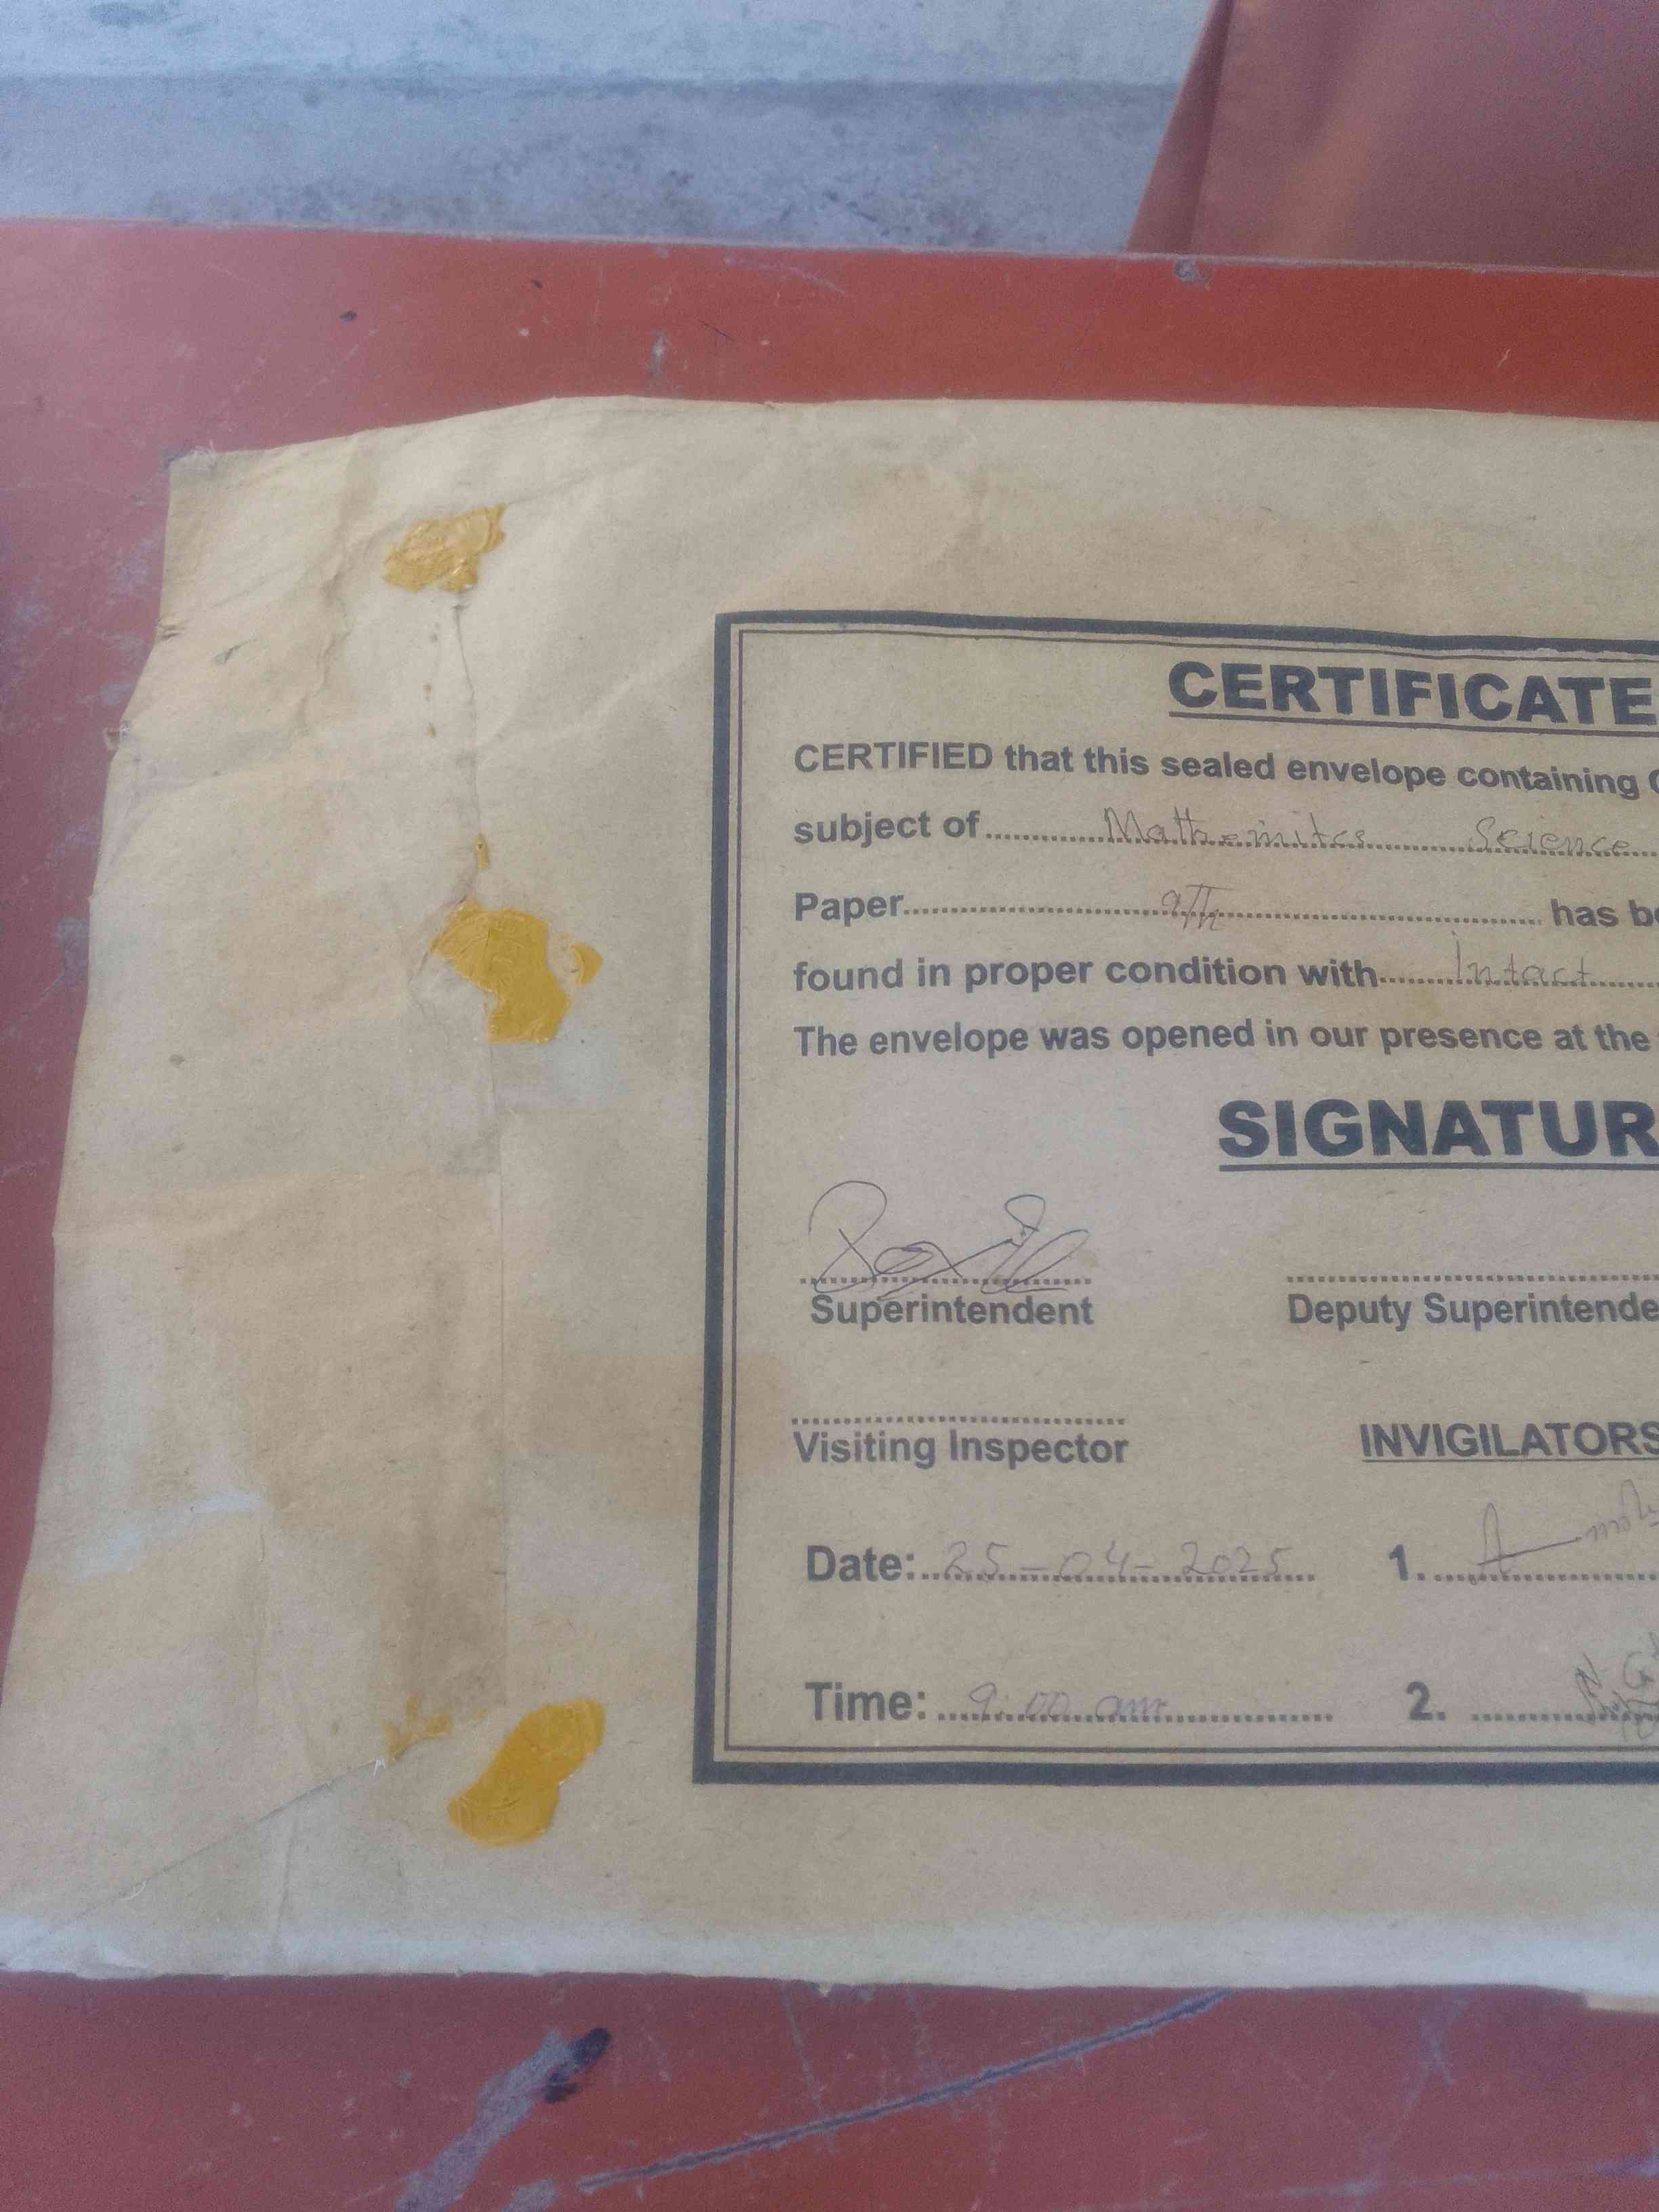 CERTIFICATE
CERTIFIED that this sealed envelope containing
subject of Mathemitcs Science
Paper 9Th has be
found in proper condition with Intact
The envelope was opened in our presence at the
SIGNATUR
Superintendent Deputy Superintende
Visiting Inspector INVIGILATORS
Date: 25-04-2025 1.
Time: 9:00 am 2.